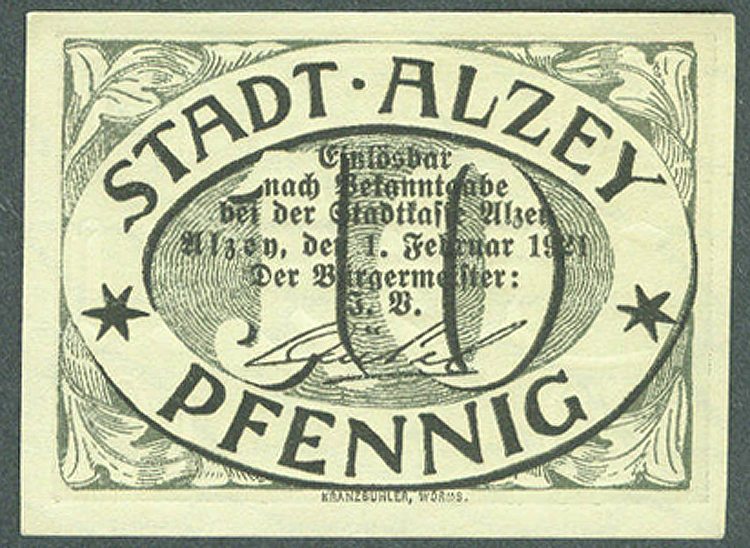 STADT · ALZEY
10
Einlösbar
nach Bekanntgabe
bei der Stadtkasse Alzey
Alzey, den 1. Februar 1921
Der Bürgermeister:
J. V.
PFENNIG
KRANZBÜHLER, WORMS.